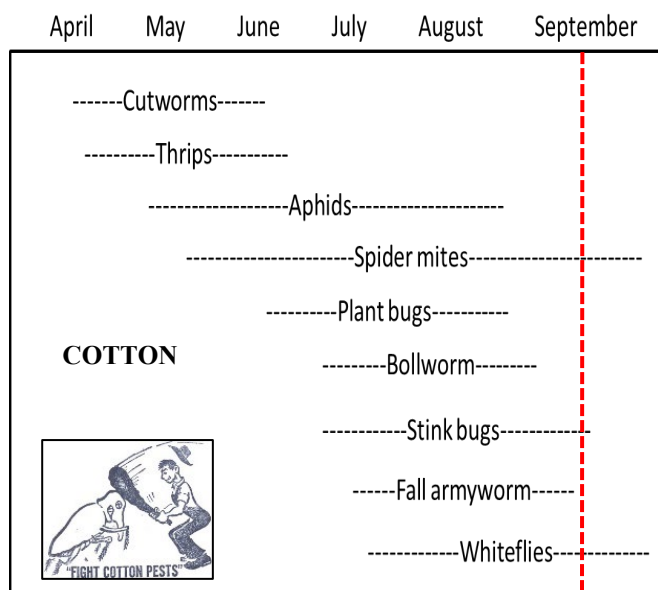 April May June July August September
-------Cutworms-------
----------Thrips-----------
--------------------Aphids----------------------
------------------------Spider mites-------------------------
----------Plant bugs-----------
COTTON
---------Bollworm---------
------------Stink bugs-------------
------Fall armyworm------
-------------Whiteflies--------------
"FIGHT COTTON PESTS"